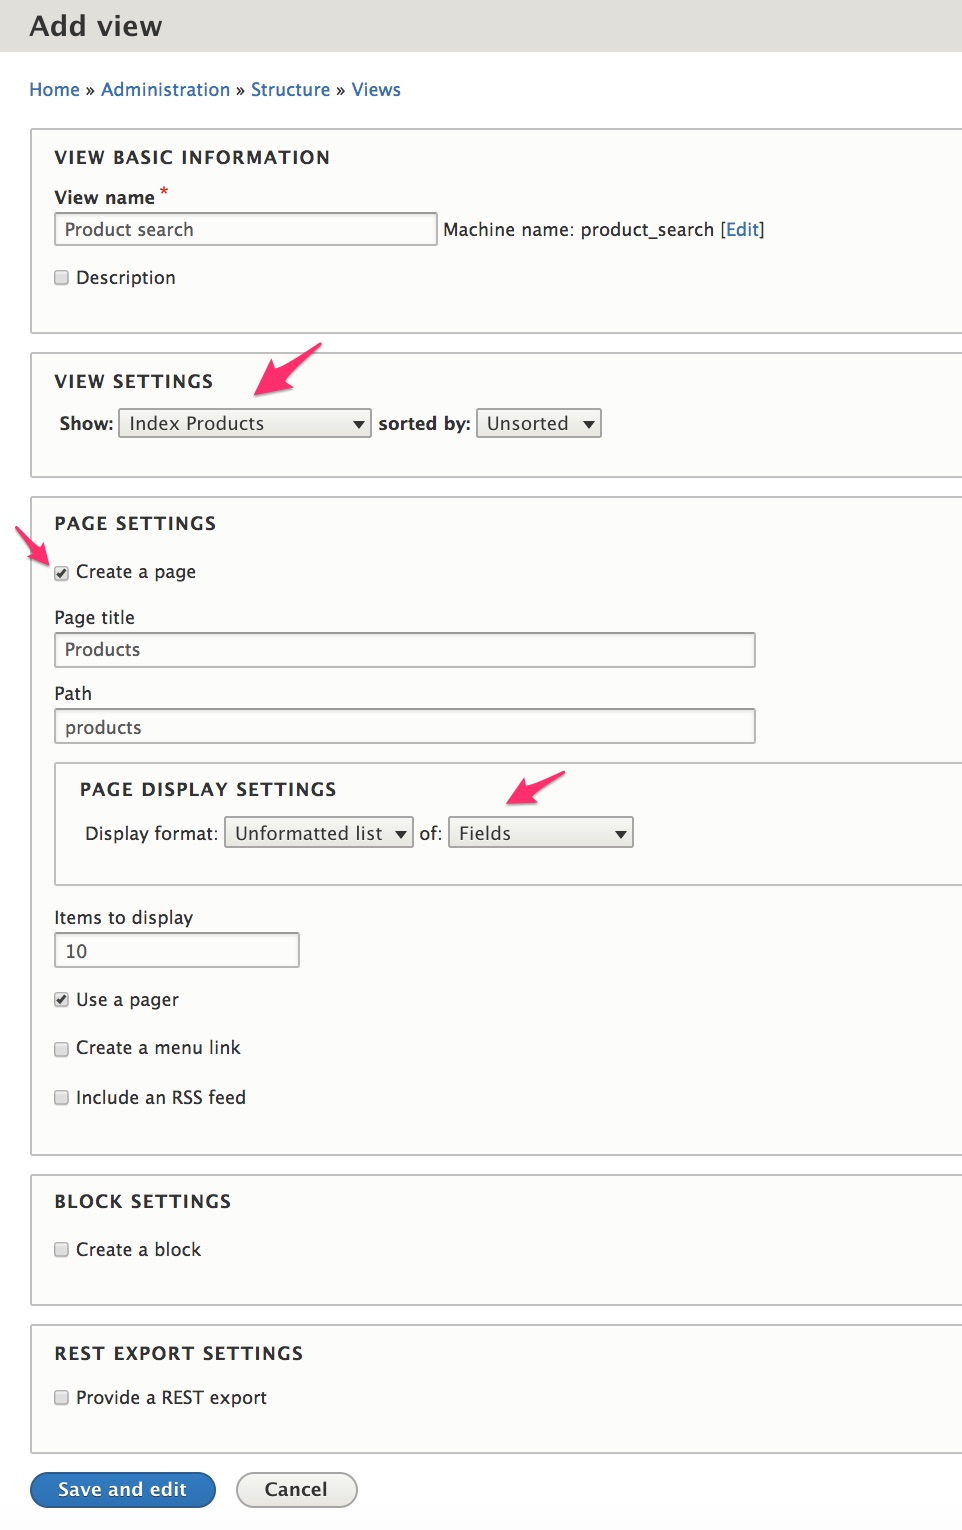 Add view
Home » Administration » Structure » Views
VIEW BASIC INFORMATION
View name *
Product search Machine name: product_search [Edit]
Description
VIEW SETTINGS
Show: Index Products sorted by: Unsorted
PAGE SETTINGS
Create a page
Page title
Products
Path
products
PAGE DISPLAY SETTINGS
Display format: Unformatted list of: Fields
Items to display
10
Use a pager
Create a menu link
Include an RSS feed
BLOCK SETTINGS
Create a block
REST EXPORT SETTINGS
Provide a REST export
Save and edit Cancel